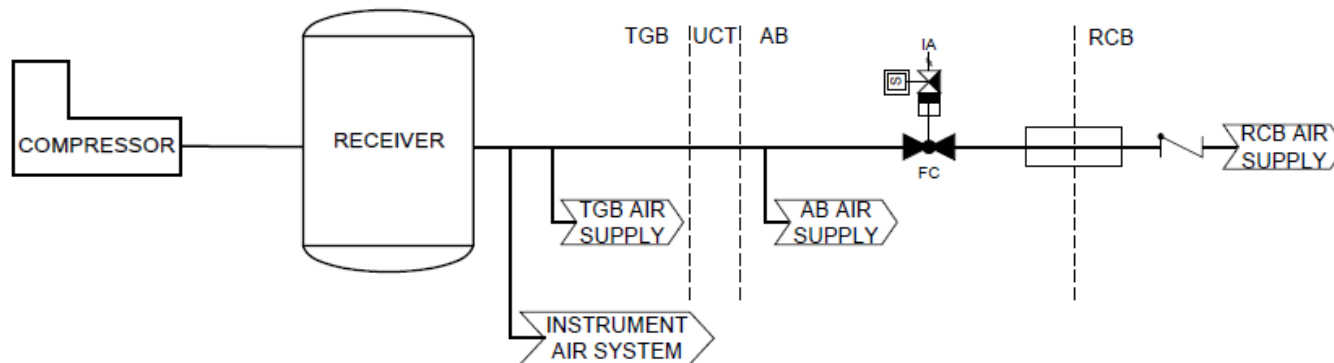 TGB
UCT
AB
IA
RCB
S
COMPRESSOR
RECEIVER
RCB AIR
SUPPLY
FC
TGB AIR
SUPPLY
AB AIR
SUPPLY
INSTRUMENT
AIR SYSTEM